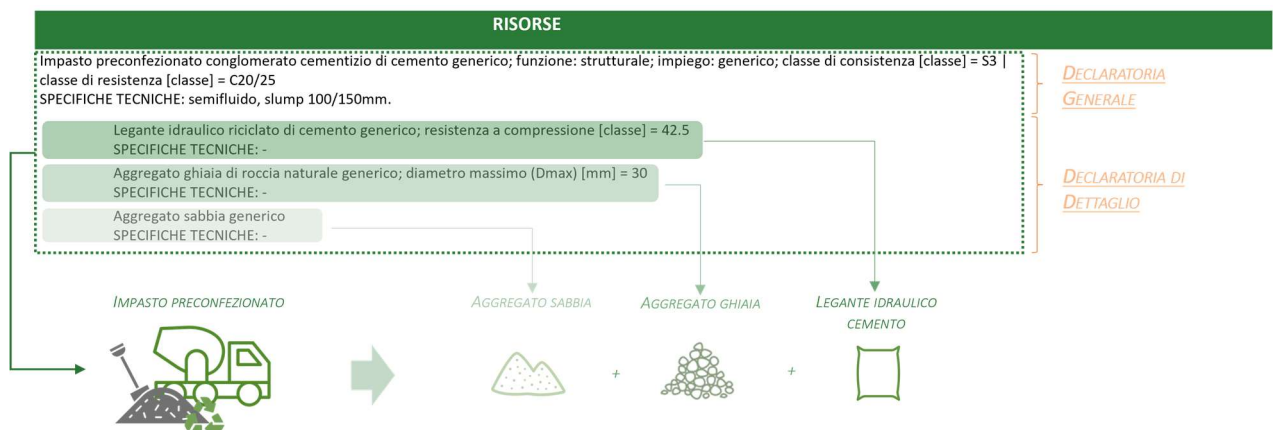 RISORSE
Impasto preconfezionato conglomerato cementizio di cemento generico; funzione: strutturale; impiego: generico; classe di consistenza [classe] = S3 |
classe di resistenza [classe] = C20/25
SPECIFICHE TECNICHE: semifluido, slump 100/150mm.
DECLARATORIA
GENERALE
Legante idraulico riciclato di cemento generico; resistenza a compressione [classe] = 42.5
SPECIFICHE TECNICHE: -
Aggregato ghiaia di roccia naturale generico; diametro massimo (Dmax) [mm] = 30
SPECIFICHE TECNICHE: -
Aggregato sabbia generico
SPECIFICHE TECNICHE: -
DECLARATORIA DI
DETTAGLIO
IMPASTO PRECONFEZIONATO
AGGREGATO SABBIA
AGGREGATO GHIAIA
LEGANTE IDRAULICO
CEMENTO
+
+